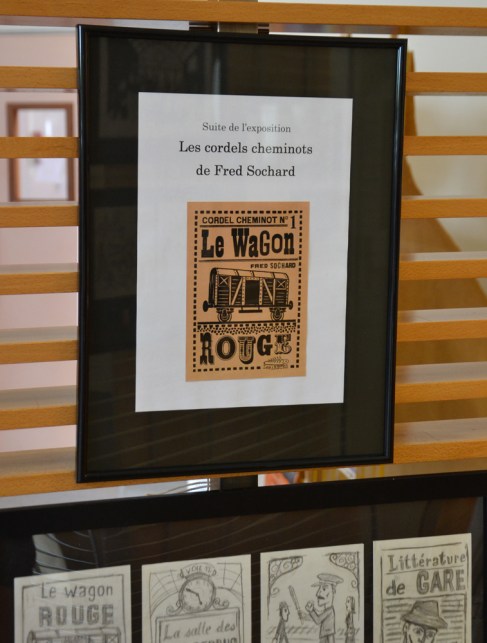 Suite de l'exposition
Les cordels cheminots
de Fred Sochard
CORDEL CHEMINOT N° 1
Le WaGon
FRED SOCHARD
ROUGE
Le wagon
ROUGE
La salle des
Littérature
de GARE